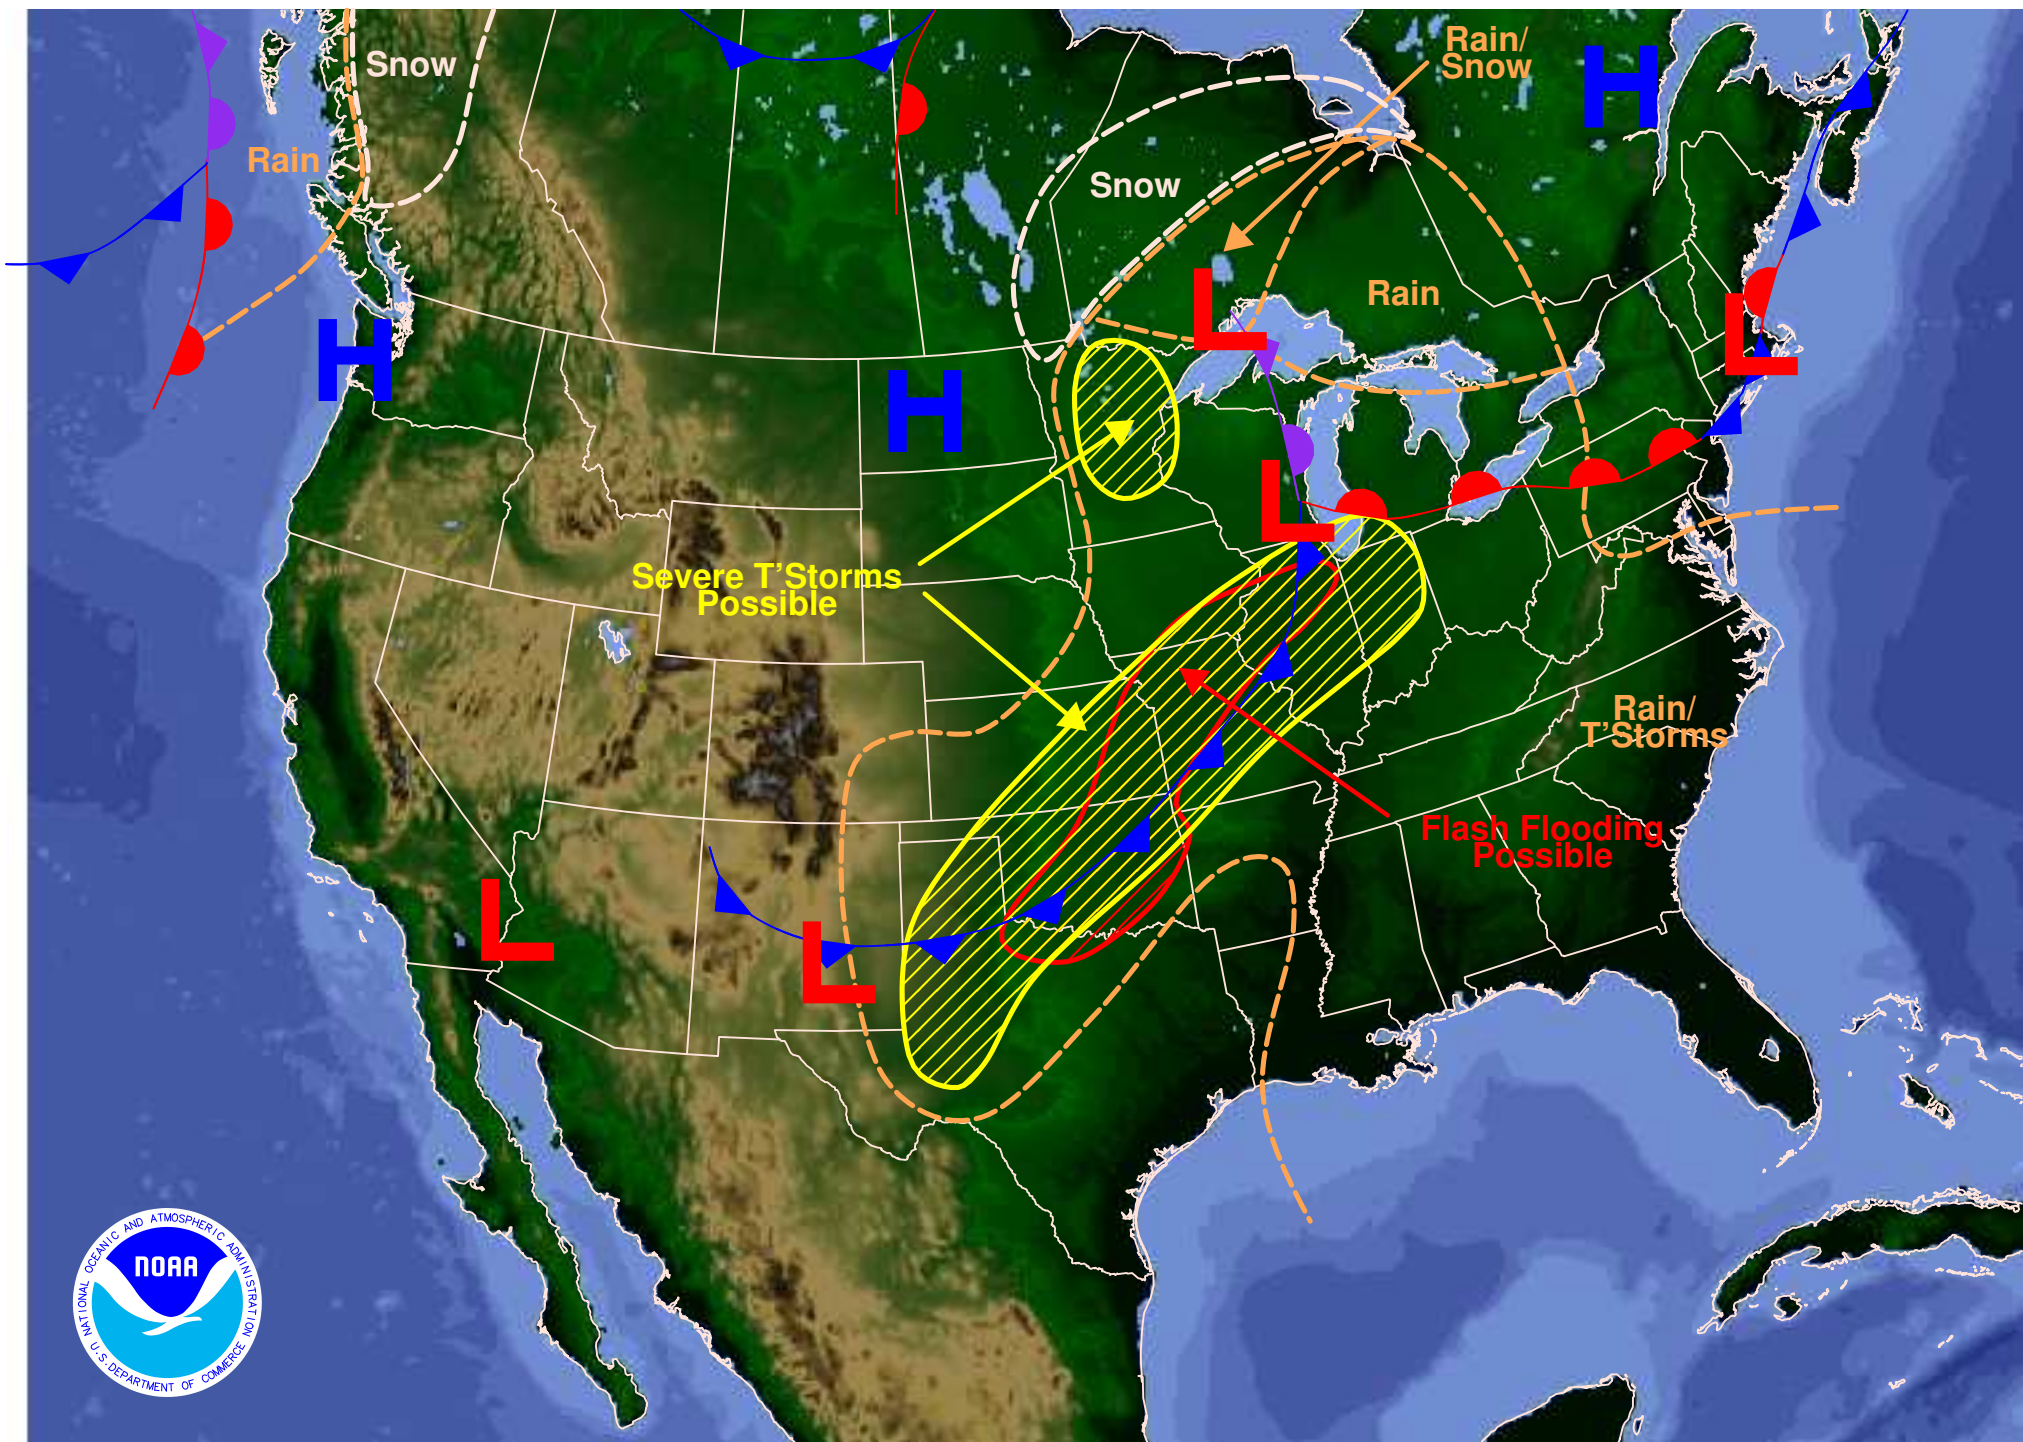 Snow
Rain/
Snow
H
Rain
Snow
Rain
L
L
H
H
L
Severe T'Storms
Possible
Rain/
T'Storms
Flash Flooding
Possible
L
L
NATIONAL OCEANIC AND ATMOSPHERIC ADMINISTRATION
NOAA
U.S. DEPARTMENT OF COMMERCE